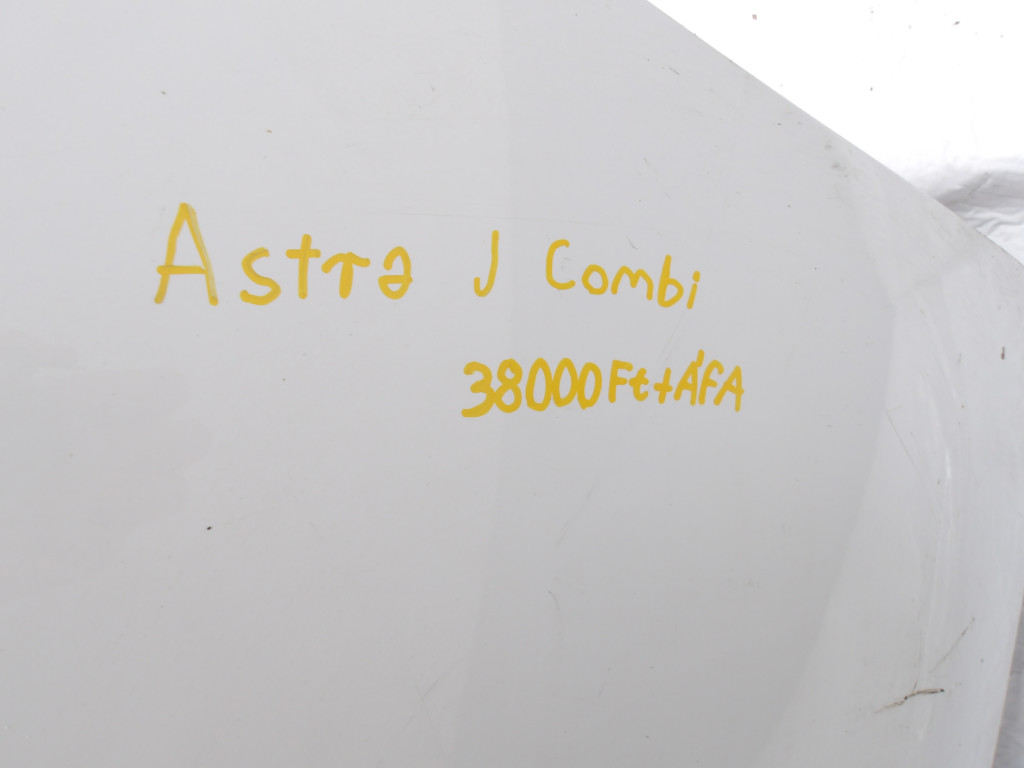 Astra J Combi
38000Ft+ÁFA